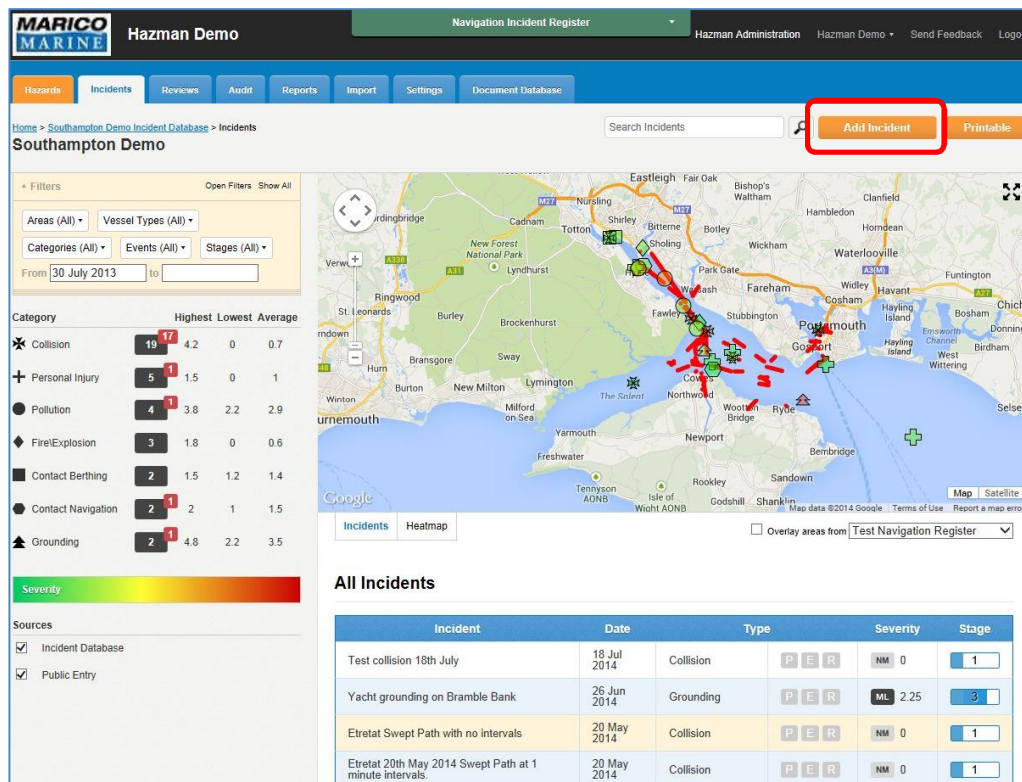 MARICO
MARINE
Hazman Demo
Navigation Incident Register
Hazman Administration
Hazman Demo
Send Feedback
Hazards
Incidents
Reviews
Audit
Reports
Import
Settings
Document Database
Home > Southampton Demo Incident Database > Incidents
Search Incidents
Add Incident
Printable
Southampton Demo
Filters
Open Filters Show All
Areas (All)
Vessel Types (All)
Categories (All)
Events (All)
Stages (All)
From 30 July 2013 to
Category Highest Lowest Average
Collision 19 17 4.2 0 0.7
Personal Injury 5 1 1.5 0 1
Pollution 4 1 3.8 2.2 2.9
Fire\Explosion 3 1.8 0 0.6
Contact Berthing 2 1.5 1.2 1.4
Contact Navigation 2 1 2 1 1.5
Grounding 2 1 4.8 2.2 3.5
Severity
Sources
Incident Database
Public Entry
Eastleigh
Fair Oak
Bishop's
Waltham
Clanfield
M27
Nursling
M27
Hambledon
Horndean
rdingbridge
Cadnam
Totton
Shirley
Bitterne
Botley
New Forest
National Park
Sholing
Wickham
Waterlooville
A338
A31
Lyndhurst
Park Gate
A3(M)
Funtington
Ringwood
Fareham
Widley
Havant
A27
Cosham
St. Leonards
Burley
Brockenhurst
Fawley
Stubbington
Hayling
Island
Bosham
Emsworth
Channel
Hayling
Island
Birdham
West
Wittering
Hurn
Bransgore
Sway
Burton
New Milton
Lymington
Winton
The Solent
Northwood
Milford
on Sea
Wootton
Bridge
Ryde
urnemouth
Yarmouth
Newport
Freshwater
Bembridge
Rookley
Sandown
Tennyson
AONB
Isle of
Wight AONB
Godshill
Shanklin
Google
Map
Satellite
Map data ©2014 Google
Terms of Use
Report a map erro
Incidents
Heatmap
Overlay areas from Test Navigation Register
All Incidents
Incident Date Type Severity Stage
Test collision 18th July 18 Jul 2014 Collision P E R NM 0 1
Yacht grounding on Bramble Bank 26 Jun 2014 Grounding P E R ML 2.25 3
Etretat Swept Path with no intervals 20 May 2014 Collision P E R NM 0 1
Etretat 20th May 2014 Swept Path at 1
minute intervals. 20 May 2014 Collision P E R NM 0 1